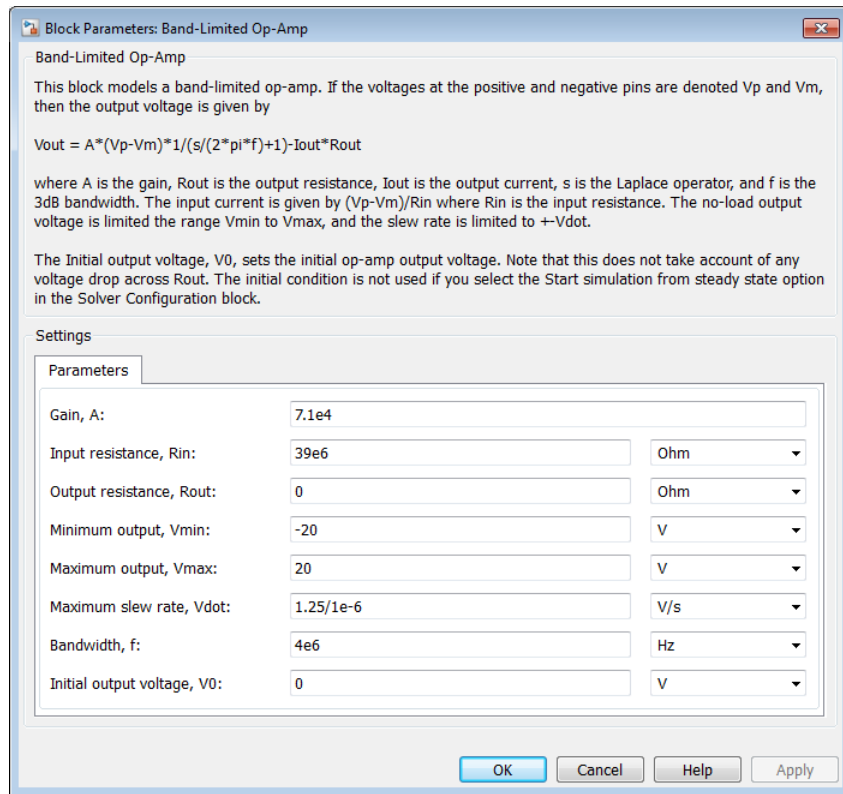 Block Parameters: Band-Limited Op-Amp
Band-Limited Op-Amp
This block models a band-limited op-amp. If the voltages at the positive and negative pins are denoted Vp and Vm,
then the output voltage is given by
Vout = A*(Vp-Vm)*1/(s/(2*pi*f)+1)-Iout*Rout
where A is the gain, Rout is the output resistance, Iout is the output current, s is the Laplace operator, and f is the
3dB bandwidth. The input current is given by (Vp-Vm)/Rin where Rin is the input resistance. The no-load output
voltage is limited the range Vmin to Vmax, and the slew rate is limited to +-Vdot.
The Initial output voltage, V0, sets the initial op-amp output voltage. Note that this does not take account of any
voltage drop across Rout. The initial condition is not used if you select the Start simulation from steady state option
in the Solver Configuration block.
Settings
Parameters
Gain, A: 7.1e4
Input resistance, Rin: 39e6 Ohm
Output resistance, Rout: 0 Ohm
Minimum output, Vmin: -20 V
Maximum output, Vmax: 20 V
Maximum slew rate, Vdot: 1.25/1e-6 V/s
Bandwidth, f: 4e6 Hz
Initial output voltage, V0: 0 V
OK Cancel Help Apply